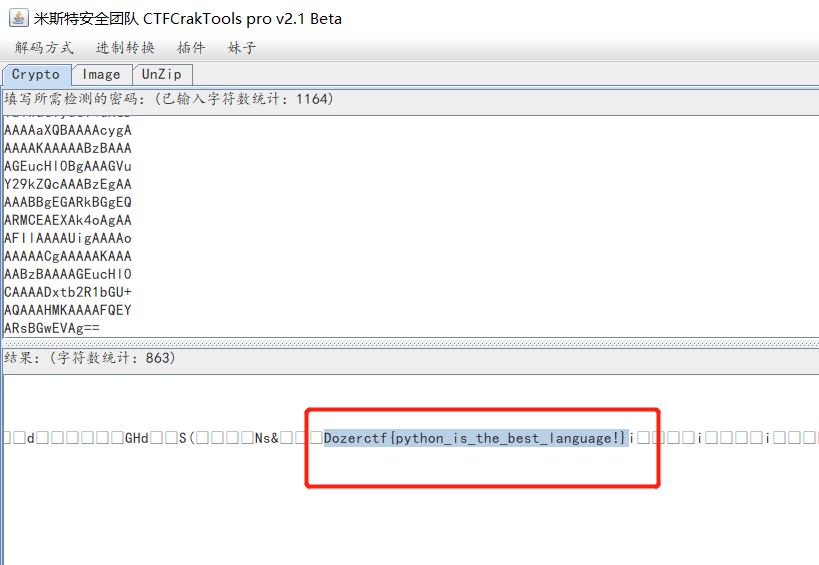 米斯特安全团队 CTFCrakTools pro v2.1 Beta
解码方式 进制转换 插件 妹子
Crypto Image UnZip
填写所需检测的密码：(已输入字符数统计：1164)
AAAAaXQBAAAAcygA
AAAAKAAAAABzBAAA
AGEucHlOBgAAAGVu
Y29kZQcAAABzEgAA
AAABBgEGARkBGgEQ
ARMCEAEXAk4oAgAA
AFIlAAAAUigAAAAo
AAAAACgAAAAAKAAA
AABzBAAAAGEucHlO
CAAAADxtb2R1bGU+
AQAAAHMKAAAAFQEY
ARsBGwEVAg==
结果：(字符数统计：863)
d GHd S( Ns& Dozerctf{python_is_the_best_language!}i i i